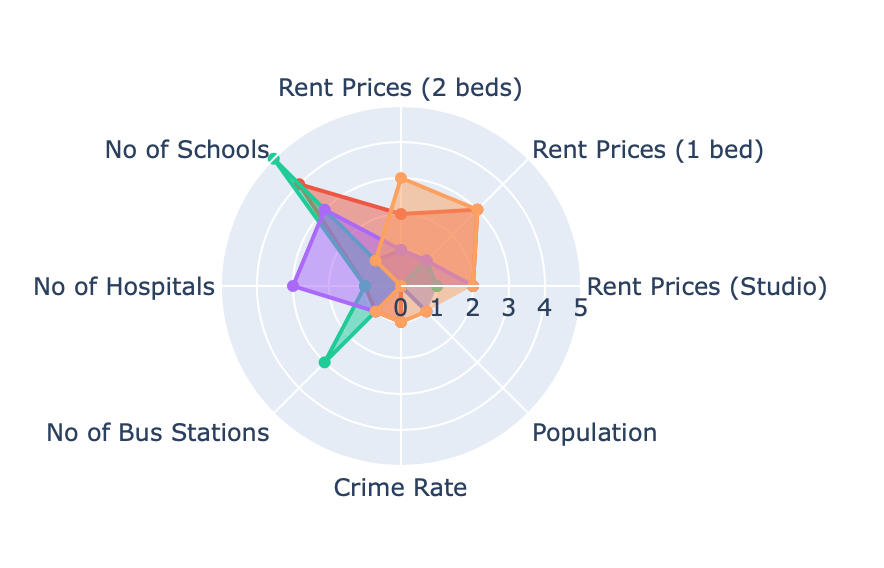 Rent Prices (2 beds)
No of Schools
Rent Prices (1 bed)
No of Hospitals
Rent Prices (Studio)
0 1 2 3 4 5
No of Bus Stations
Population
Crime Rate